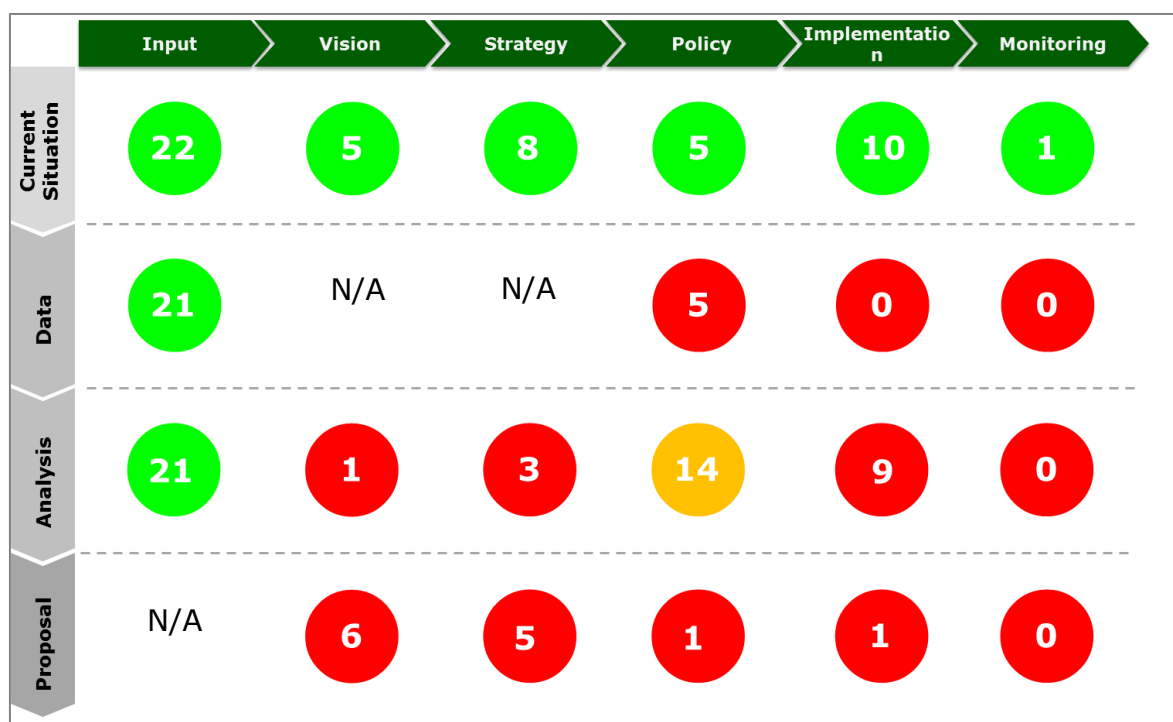 Input
Vision
Strategy
Policy
Implementatio
n
Monitoring
Current
Situation
22
5
8
5
10
1
Data
21
N/A
N/A
5
0
0
Analysis
21
1
3
14
9
0
Proposal
N/A
6
5
1
1
0